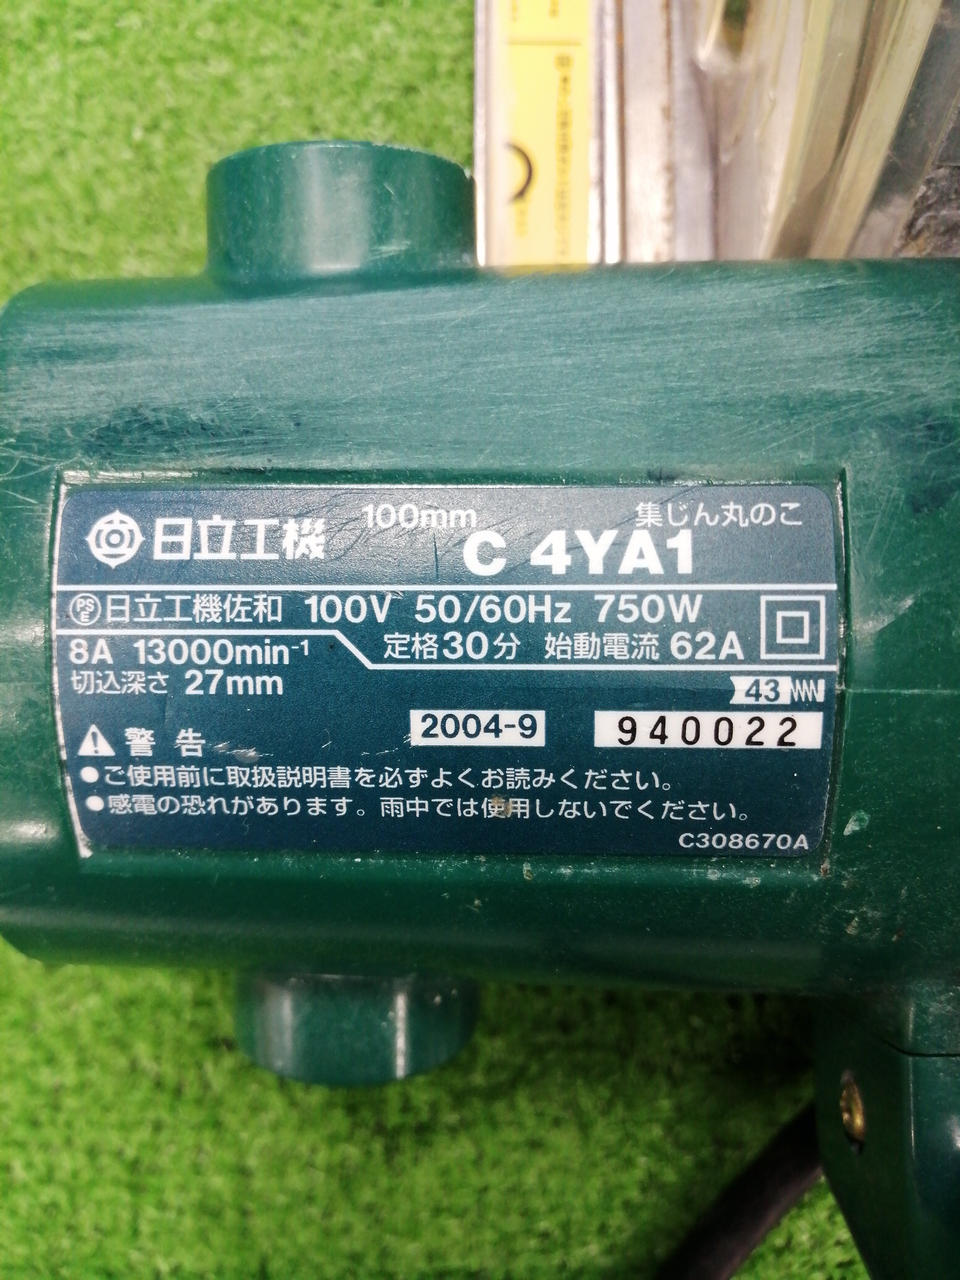 日立工機 100mm 集じん丸のこ
C 4YA1
PSE 日立工機佐和 100V 50/60Hz 750W
8A 13000min⁻¹ 定格30分 始動電流 62A
切込深さ 27mm
43
2004-9 940022
警告
●ご使用前に取扱説明書を必ずよくお読みください。
●感電の恐れがあります。雨中では使用しないでください。
C308670A